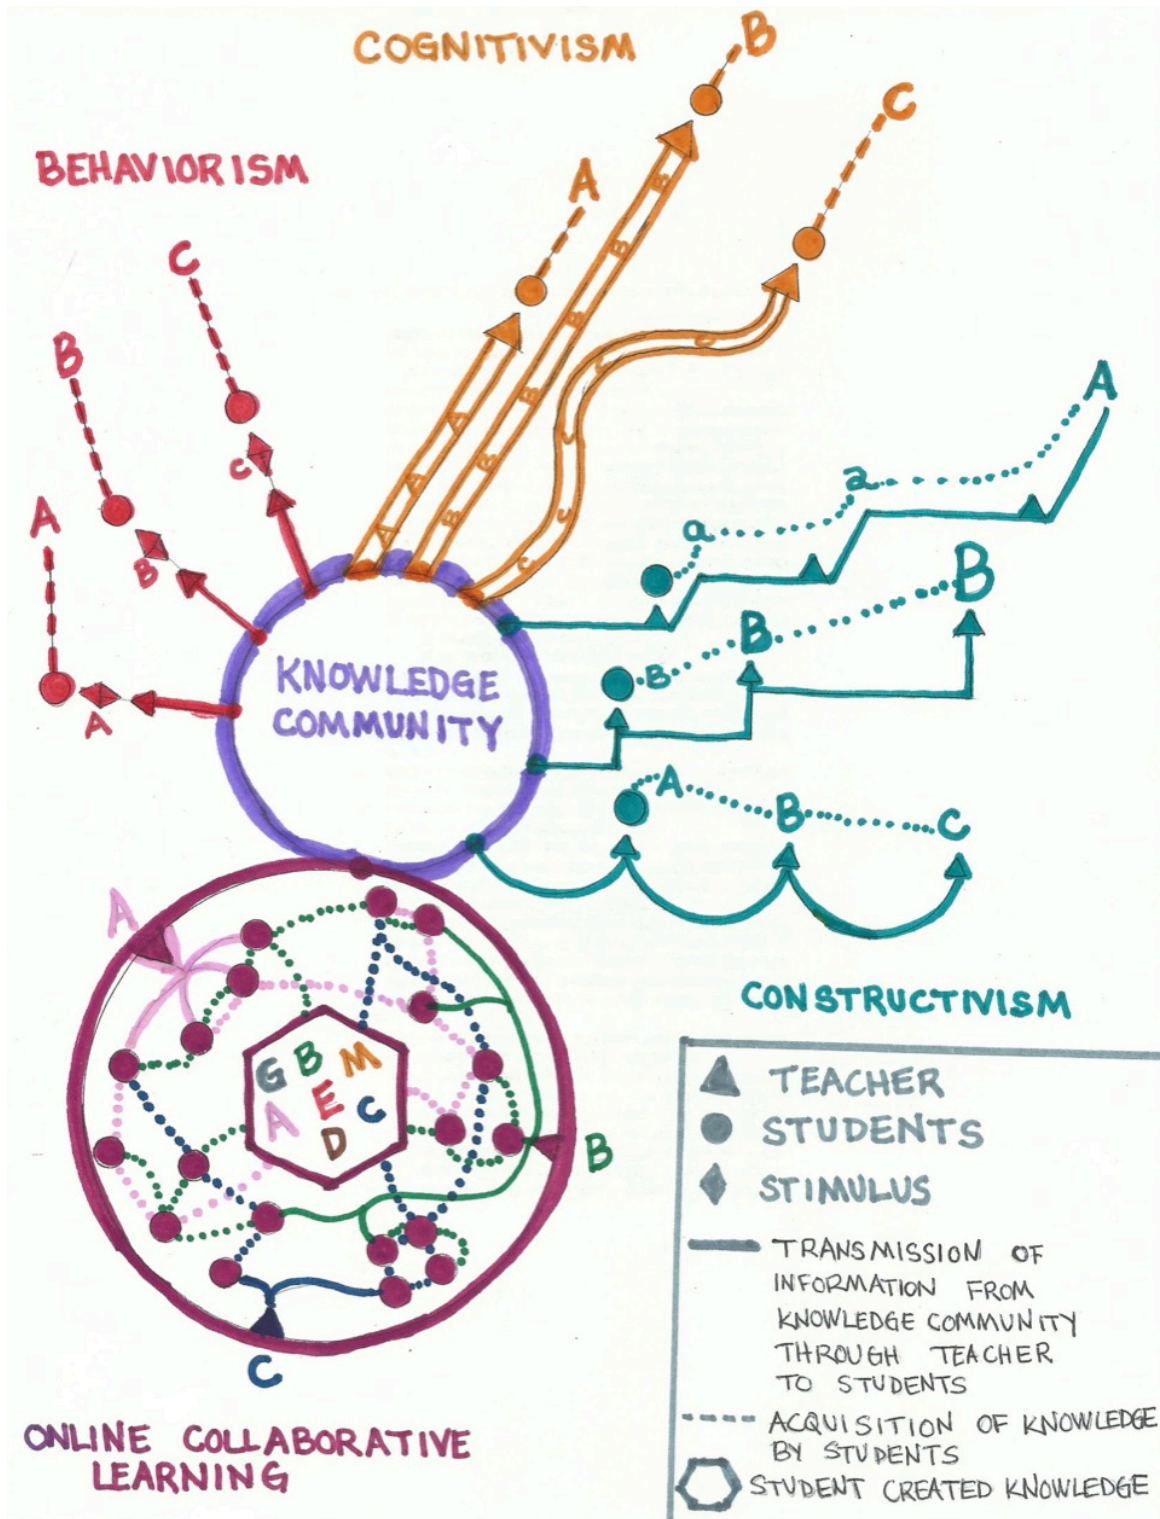 COGNITIVISM
B
C
A
BEHAVIORISM
C
B
A
C
B
A
A
A
A
B
B
B
B
B
B
C
C
C
C
C
A
a
a
B
B
B
A
B
C
KNOWLEDGE
COMMUNITY
A
G B M
A E C
D
B
C
ONLINE COLLABORATIVE
LEARNING
CONSTRUCTIVISM
TEACHER
STUDENTS
STIMULUS
TRANSMISSION OF
INFORMATION FROM
KNOWLEDGE COMMUNITY
THROUGH TEACHER
TO STUDENTS
ACQUISITION OF KNOWLEDGE
BY STUDENTS
STUDENT CREATED KNOWLEDGE